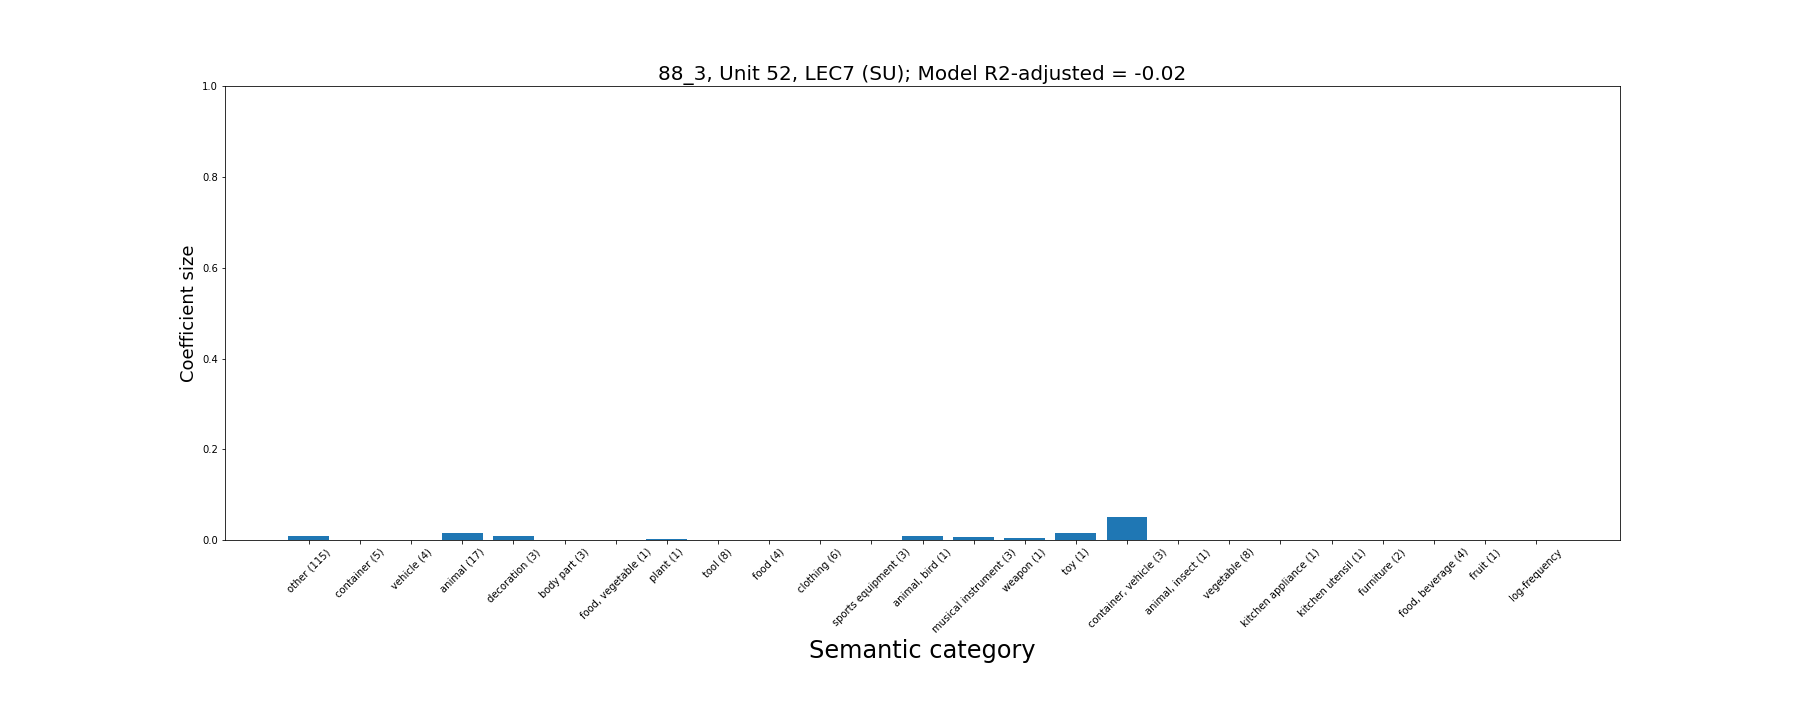 88_3, Unit 52, LEC7 (SU); Model R2-adjusted = -0.02
1.0
0.8
0.6
0.4
0.2
0.0
Coefficient size
other (115)
container (5)
vehicle (4)
animal (17)
decoration (3)
body part (3)
food, vegetable (1)
plant (1)
tool (8)
food (4)
clothing (6)
sports equipment (3)
animal, bird (1)
musical instrument (3)
weapon (1)
toy (1)
container, vehicle (3)
animal, insect (1)
vegetable (8)
kitchen appliance (1)
kitchen utensil (1)
furniture (2)
food, beverage (4)
fruit (1)
log-frequency
Semantic category